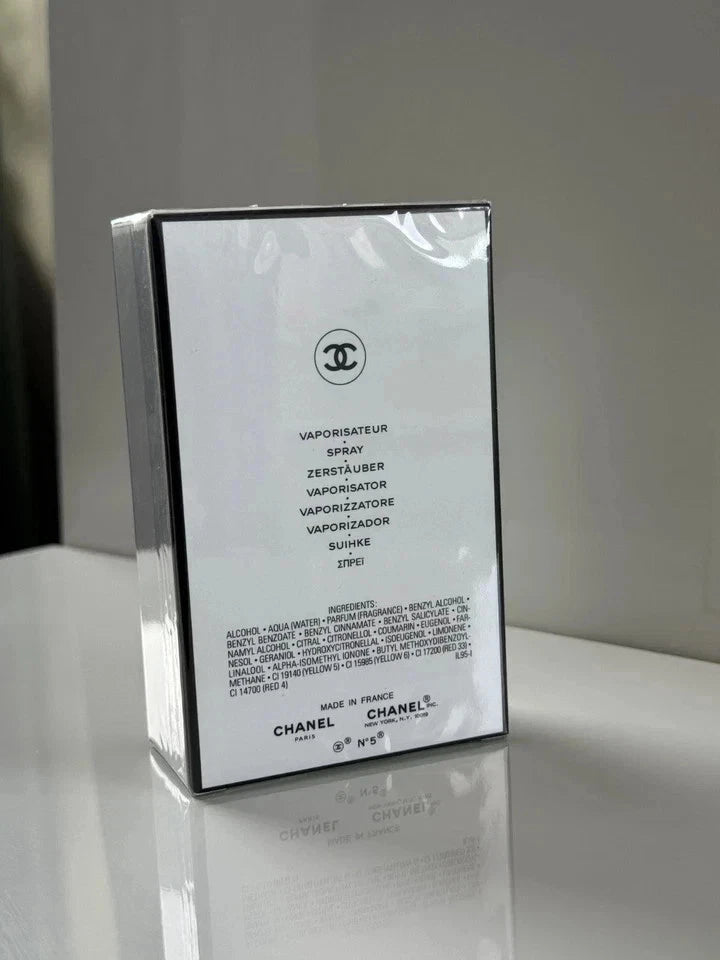 VAPORISATEUR
•
SPRAY
•
ZERSTÄUBER
•
VAPORISATOR
•
VAPORIZZATORE
•
VAPORIZADOR
•
SUIHKE
•
ΣΠΡΕΪ
INGREDIENTS:
ALCOHOL • AQUA (WATER) • PARFUM (FRAGRANCE) • BENZYL ALCOHOL •
BENZYL BENZOATE • BENZYL CINNAMATE • BENZYL SALICYLATE • CIN-
NAMYL ALCOHOL • CITRAL • CITRONELLOL • COUMARIN • EUGENOL • FAR-
NESOL • GERANIOL • HYDROXYCITRONELLAL • ISOEUGENOL • LIMONENE •
LINALOOL • ALPHA-ISOMETHYL IONONE • BUTYL METHOXYDIBENZOYL-
METHANE • CI 19140 (YELLOW 5) • CI 15985 (YELLOW 6) • CI 17200 (RED 33) •
CI 14700 (RED 4) IL95-I
MADE IN FRANCE
CHANEL CHANEL® INC.
PARIS NEW YORK, N.Y. 10019
® N°5®